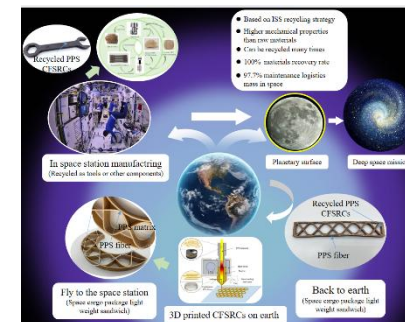 • Based on ISS recycling strategy
• Higher mechanical properties
than raw materials
• Can be recycled many times
• 100% materials recovery rate
• 97.7% maintenance logistics
mass in space
Recycled PPS
CFSRCs
In space station manufactring
(Recycled as tools or other components)
Planetary surface
Deep space mission
PPS matrix
PPS fiber
Recycled PPS
CFSRCs
PPS fiber
Fly to the space station
(Space cargo package light
weight sandwich)
3D printed CFSRCs on earth
Back to earth
(Space cargo package light
weight sandwich)